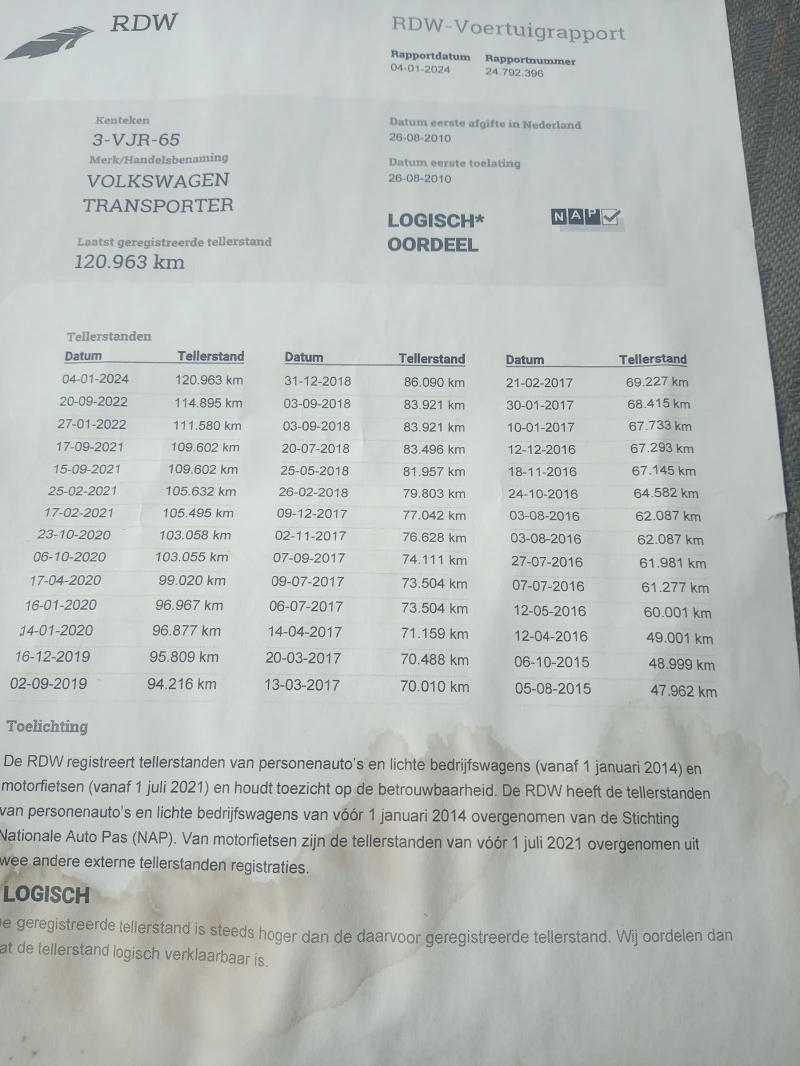 RDW
RDW-Voertuigrapport
Rapportdatum Rapportnummer
04-01-2024 24.792.396
Kenteken
3-VJR-65
Merk/Handelsbenaming
VOLKSWAGEN
TRANSPORTER
Laatst geregistreerde tellerstand
120.963 km
Datum eerste afgifte in Nederland
26-08-2010
Datum eerste toelating
26-08-2010
LOGISCH*
OORDEEL
NAP
Tellerstanden
Datum Tellerstand Datum Tellerstand Datum Tellerstand
04-01-2024 120.963 km 31-12-2018 86.090 km 21-02-2017 69.227 km
20-09-2022 114.895 km 03-09-2018 83.921 km 30-01-2017 68.415 km
27-01-2022 111.580 km 03-09-2018 83.921 km 10-01-2017 67.733 km
17-09-2021 109.602 km 20-07-2018 83.496 km 12-12-2016 67.293 km
15-09-2021 109.602 km 25-05-2018 81.957 km 18-11-2016 67.145 km
25-02-2021 105.632 km 26-02-2018 79.803 km 24-10-2016 64.582 km
17-02-2021 105.495 km 09-12-2017 77.042 km 03-08-2016 62.087 km
23-10-2020 103.058 km 02-11-2017 76.628 km 03-08-2016 62.087 km
06-10-2020 103.055 km 07-09-2017 74.111 km 27-07-2016 61.981 km
17-04-2020 99.020 km 09-07-2017 73.504 km 07-07-2016 61.277 km
16-01-2020 96.967 km 06-07-2017 73.504 km 12-05-2016 60.001 km
14-01-2020 96.877 km 14-04-2017 71.159 km 12-04-2016 49.001 km
16-12-2019 95.809 km 20-03-2017 70.488 km 06-10-2015 48.999 km
02-09-2019 94.216 km 13-03-2017 70.010 km 05-08-2015 47.962 km
Toelichting
De RDW registreert tellerstanden van personenauto's en lichte bedrijfswagens (vanaf 1 januari 2014) en
motorfietsen (vanaf 1 juli 2021) en houdt toezicht op de betrouwbaarheid. De RDW heeft de tellerstanden
van personenauto's en lichte bedrijfswagens van vóór 1 januari 2014 overgenomen van de Stichting
Nationale Auto Pas (NAP). Van motorfietsen zijn de tellerstanden van vóór 1 juli 2021 overgenomen uit
wee andere externe tellerstanden registraties.
LOGISCH
De geregistreerde tellerstand is steeds hoger dan de daarvoor geregistreerde tellerstand. Wij oordelen dan
at de tellerstand logisch verklaarbaar is.